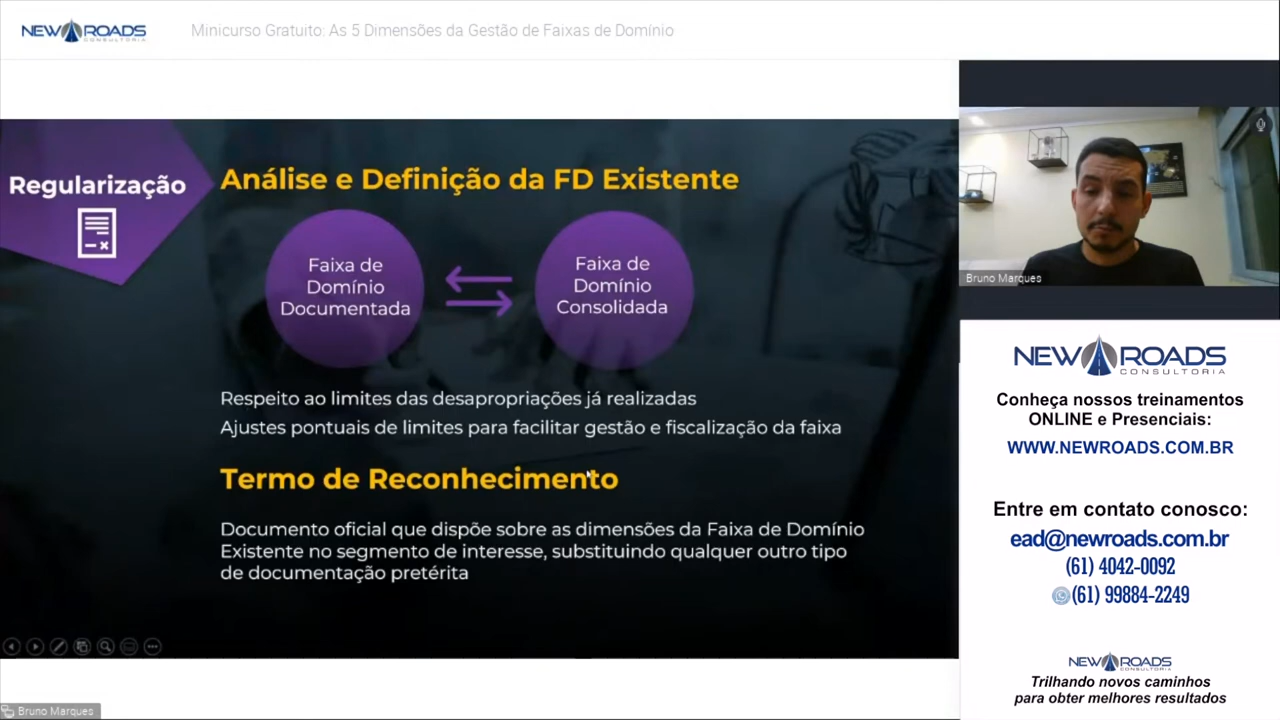 NEW ROADS
CONSULTORIA
Minicurso Gratuito: As 5 Dimensões da Gestão de Faixas de Domínio
Regularização
Análise e Definição da FD Existente
Faixa de
Domínio
Documentada
Faixa de
Domínio
Consolidada
Respeito ao limites das desapropriações já realizadas
Ajustes pontuais de limites para facilitar gestão e fiscalização da faixa
Termo de Reconhecimento
Documento oficial que dispõe sobre as dimensões da Faixa de Domínio
Existente no segmento de interesse, substituindo qualquer outro tipo
de documentação pretérita
Bruno Marques
Bruno Marques
NEW ROADS
CONSULTORIA
Conheça nossos treinamentos
ONLINE e Presenciais:
WWW.NEWROADS.COM.BR
Entre em contato conosco:
ead@newroads.com.br
(61) 4042-0092
(61) 99884-2249
NEW ROADS
CONSULTORIA
Trilhando novos caminhos
para obter melhores resultados